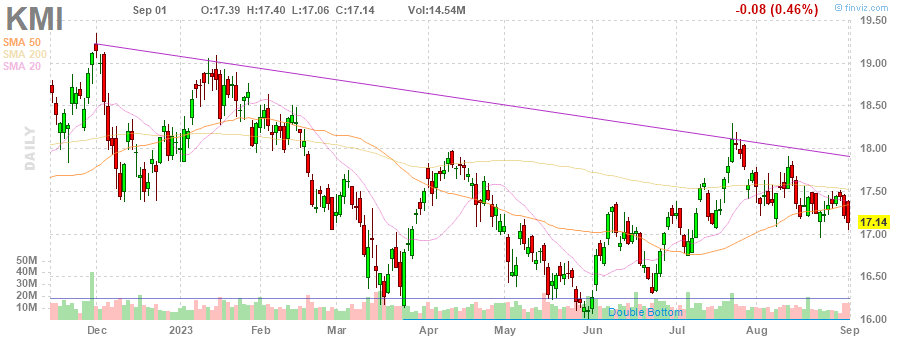 KMI Sep 01 O:17.39 H:17.40 L:17.06 C:17.14 Vol:14.54M -0.08 (0.46%) finviz.com
SMA 50
SMA 200
SMA 20
DAILY
19.50
19.00
18.50
18.00
17.50
17.14
17.00
16.50
16.00
50M
40M
30M
20M
10M
Double Bottom
Dec 2023 Feb Mar Apr May Jun Jul Aug Sep